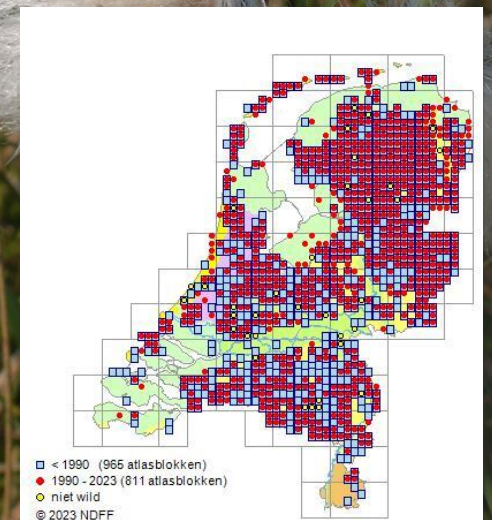 < 1990 (965 atlasblokken)
1990 - 2023 (811 atlasblokken)
niet wild
© 2023 NDFF